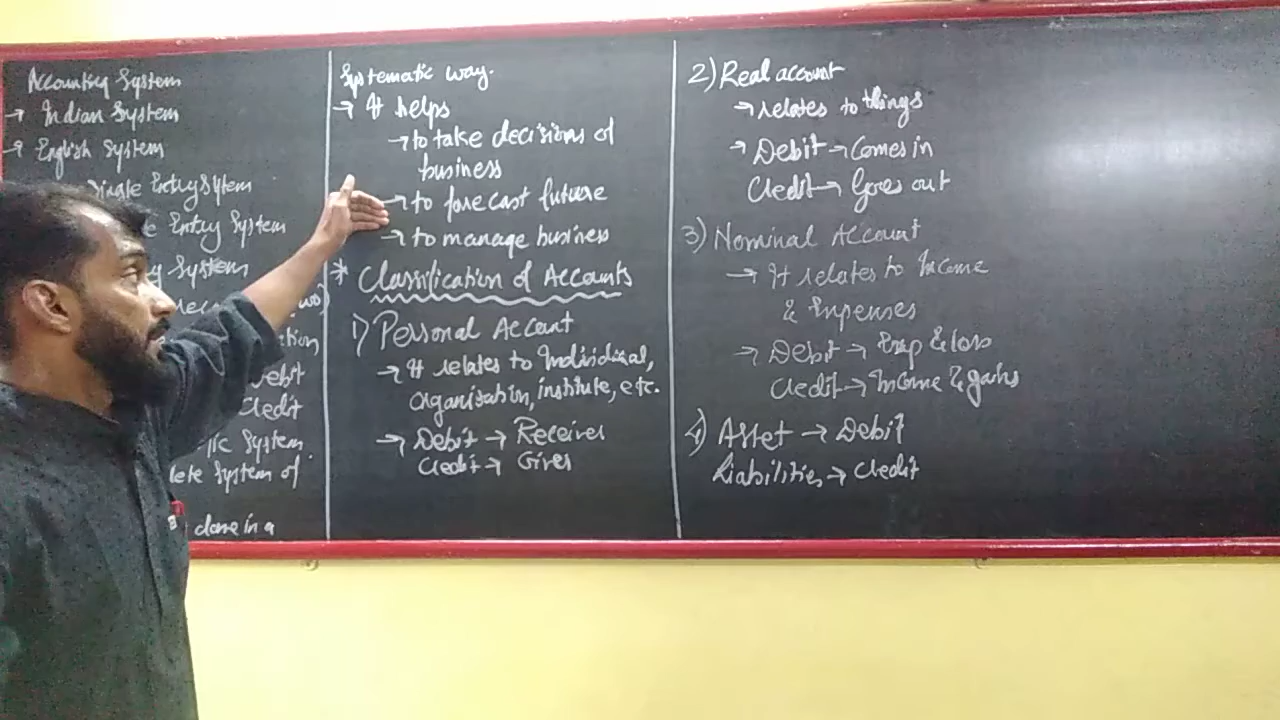 Accounting System
→ Indian System
→ English System
Single Entry System
Entry System
System
Debit
Credit
System.
System of
done in a
Systematic way.
→ It helps
→ to take decisions of
business
→ to forecast future
→ to manage business
* Classification of Accounts
1) Personal Account
→ It relates to Individual,
Organization, institute, etc.
→ Debit → Receiver
Credit → Giver
2) Real account
→ relates to things
→ Debit → Comes in
Credit → Goes out
3) Nominal Account
→ It relates to Income
& Expenses
→ Debit → Exp & loss
Credit → Income & gains
4) Asset → Debit
Liabilities → Credit